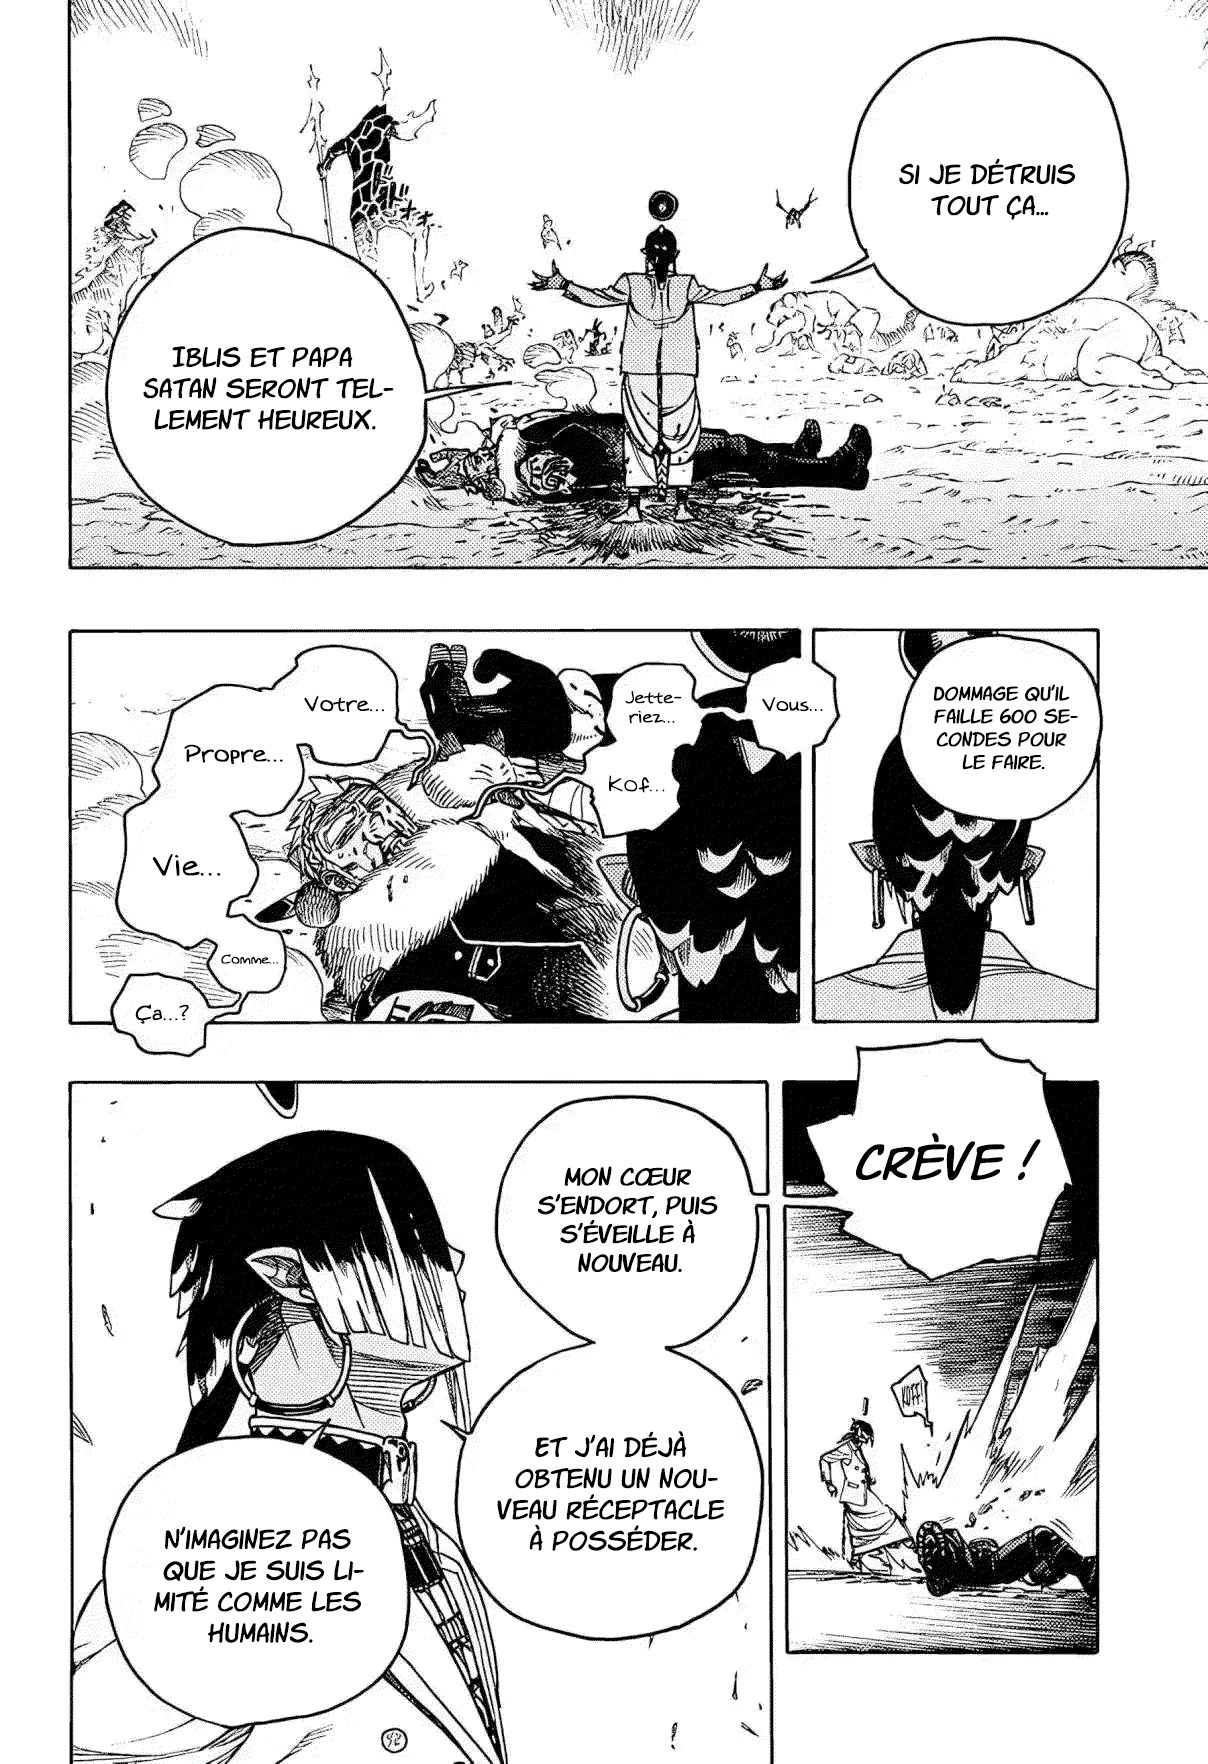 SI JE DÉTRUIS
TOUT ÇA...
IBLIS ET PAPA
SATAN SERONT TEL-
LEMENT HEUREUX.
DOMMAGE QU'IL
FAILLE 600 SE-
CONDES POUR
LE FAIRE.
Vous...
Jette-
riez...
Kof...
Votre...
Propre...
Vie...
Comme...
Ça...?
CRÈVE !
KOFF!
MON CŒUR
S'ENDORT, PUIS
S'ÉVEILLE À
NOUVEAU.
ET J'AI DÉJÀ
OBTENU UN NOU-
VEAU RÉCEPTACLE
À POSSÉDER.
N'IMAGINEZ PAS
QUE JE SUIS LI-
MITÉ COMME LES
HUMAINS.